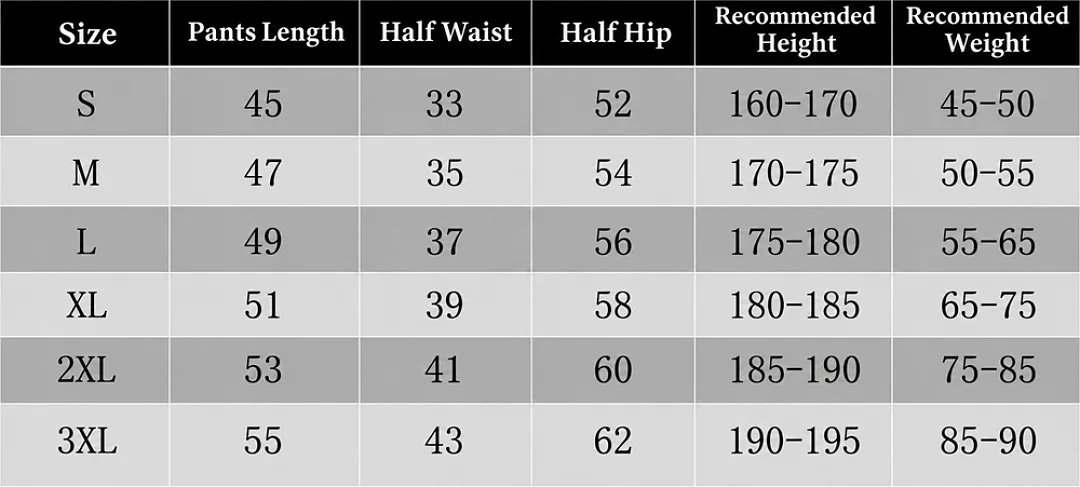 Size Pants Length Half Waist Half Hip Recommended Height Recommended Weight
S 45 33 52 160-170 45-50
M 47 35 54 170-175 50-55
L 49 37 56 175-180 55-65
XL 51 39 58 180-185 65-75
2XL 53 41 60 185-190 75-85
3XL 55 43 62 190-195 85-90